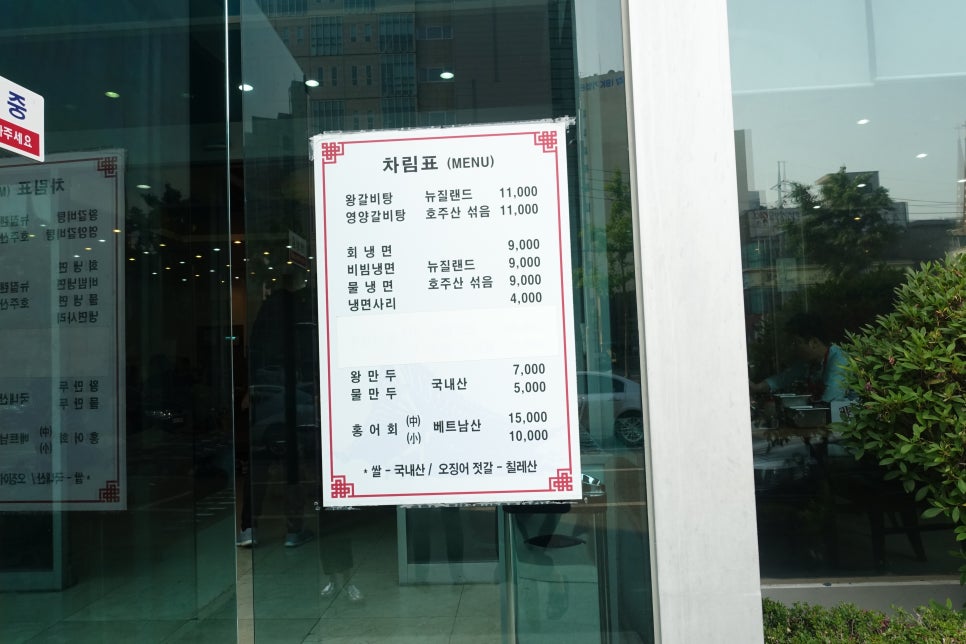 중
주세요
차림표 (MENU)
왕갈비탕 뉴질랜드 11,000
영양갈비탕 호주산 섞음 11,000
회 냉 면 9,000
비빔냉면 뉴질랜드 9,000
물 냉 면 호주산 섞음 9,000
냉면사리 4,000
왕 만 두 7,000
물 만 두 국내산 5,000
홍 어 회 (中) 베트남산 15,000
(小) 10,000
* 쌀 - 국내산 / 오징어 젓갈 - 칠레산